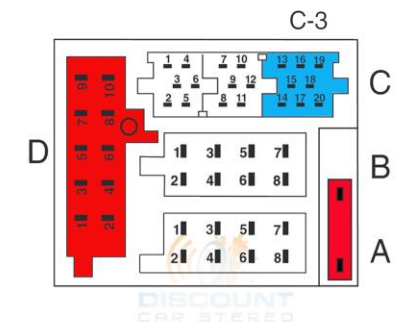 C-3
1 4 7 10 13 16 19
3 6 9 12 15 18
2 5 8 11 14 17 20
C
9 10
7 8
5 6
3 4
1 2
D
1 3 5 7
2 4 6 8
B
1 3 5 7
2 4 6 8
A
DISCOUNT
CAR STEREO